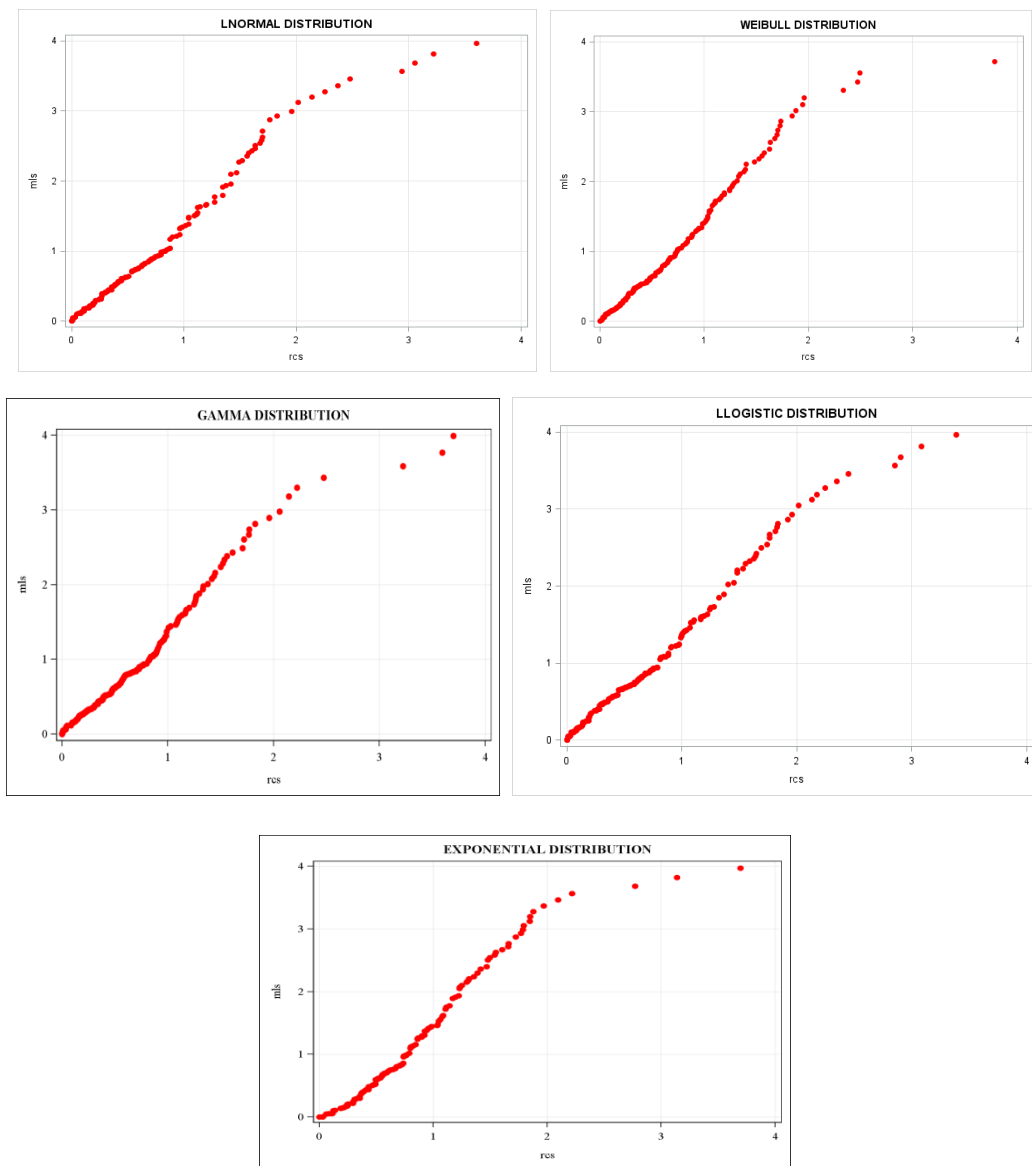 LNORMAL DISTRIBUTION
4
3
2
1
0
mls
0 1 2 3 4
rcs
WEIBULL DISTRIBUTION
4
3
2
1
0
mls
0 1 2 3 4
rcs
GAMMA DISTRIBUTION
4
3
2
1
0
mls
0 1 2 3 4
rcs
LLOGISTIC DISTRIBUTION
4
3
2
1
0
mls
0 1 2 3 4
rcs
EXPONENTIAL DISTRIBUTION
4
3
2
1
0
mls
0 1 2 3 4
rcs